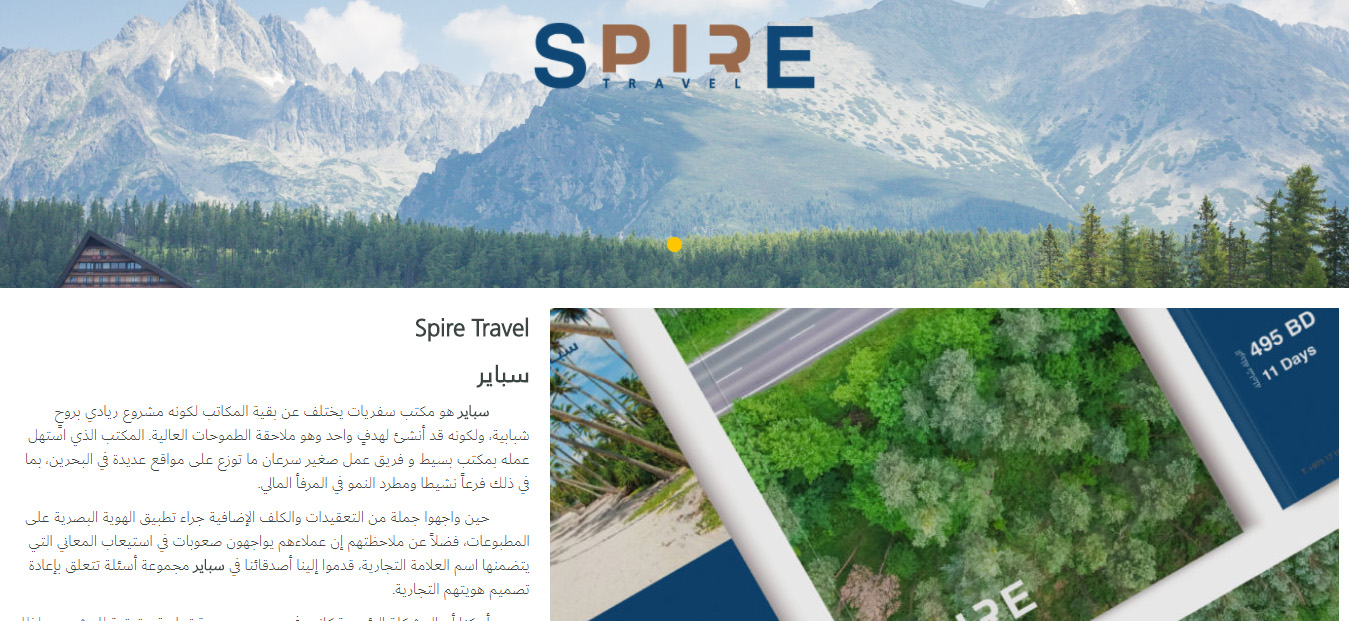 SPIRE
TRAVEL
Spire Travel
سباير
سباير هو مكتب سفريات يختلف عن بقية المكاتب لكونه مشروع ريادي بروحٍ
شبابية، ولكونه قد أنشئ لهدفٍ واحد وهو ملاحقة الطموحات العالية. المكتب الذي استهل
عمله بمكتب بسيط و فريق عمل صغير سرعان ما توزع على مواقع عديدة في البحرين، بما
في ذلك فرعاً نشيطا ومطرد النمو في المرفأ المالي.
حين واجهوا جملة من التعقيدات والكلف الإضافية جراء تطبيق الهوية البصرية على
المطبوعات، فضلاً عن ملاحظتهم إن عملاءهم يواجهون صعوبات في استيعاب المعاني التي
يتضمنها اسم العلامة التجارية، قدموا إلينا أصدقائنا في سباير مجموعة أسئلة تتعلق بإعادة
تصميم هويتهم التجارية.
495 BD
11 Days